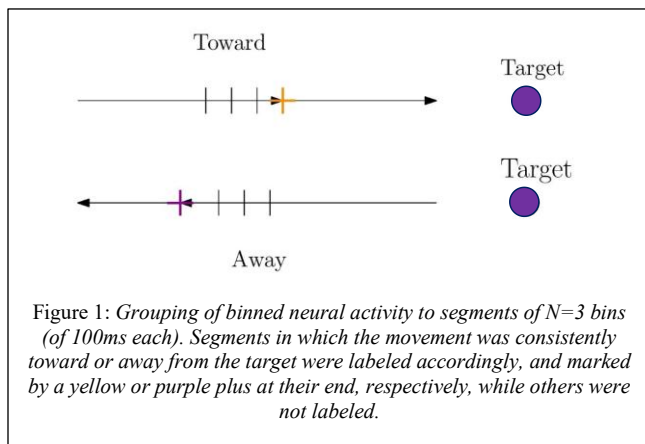 Toward
Target
Target
Away
Figure 1: Grouping of binned neural activity to segments of N=3 bins
(of 100ms each). Segments in which the movement was consistently
toward or away from the target were labeled accordingly, and marked
by a yellow or purple plus at their end, respectively, while others were
not labeled.